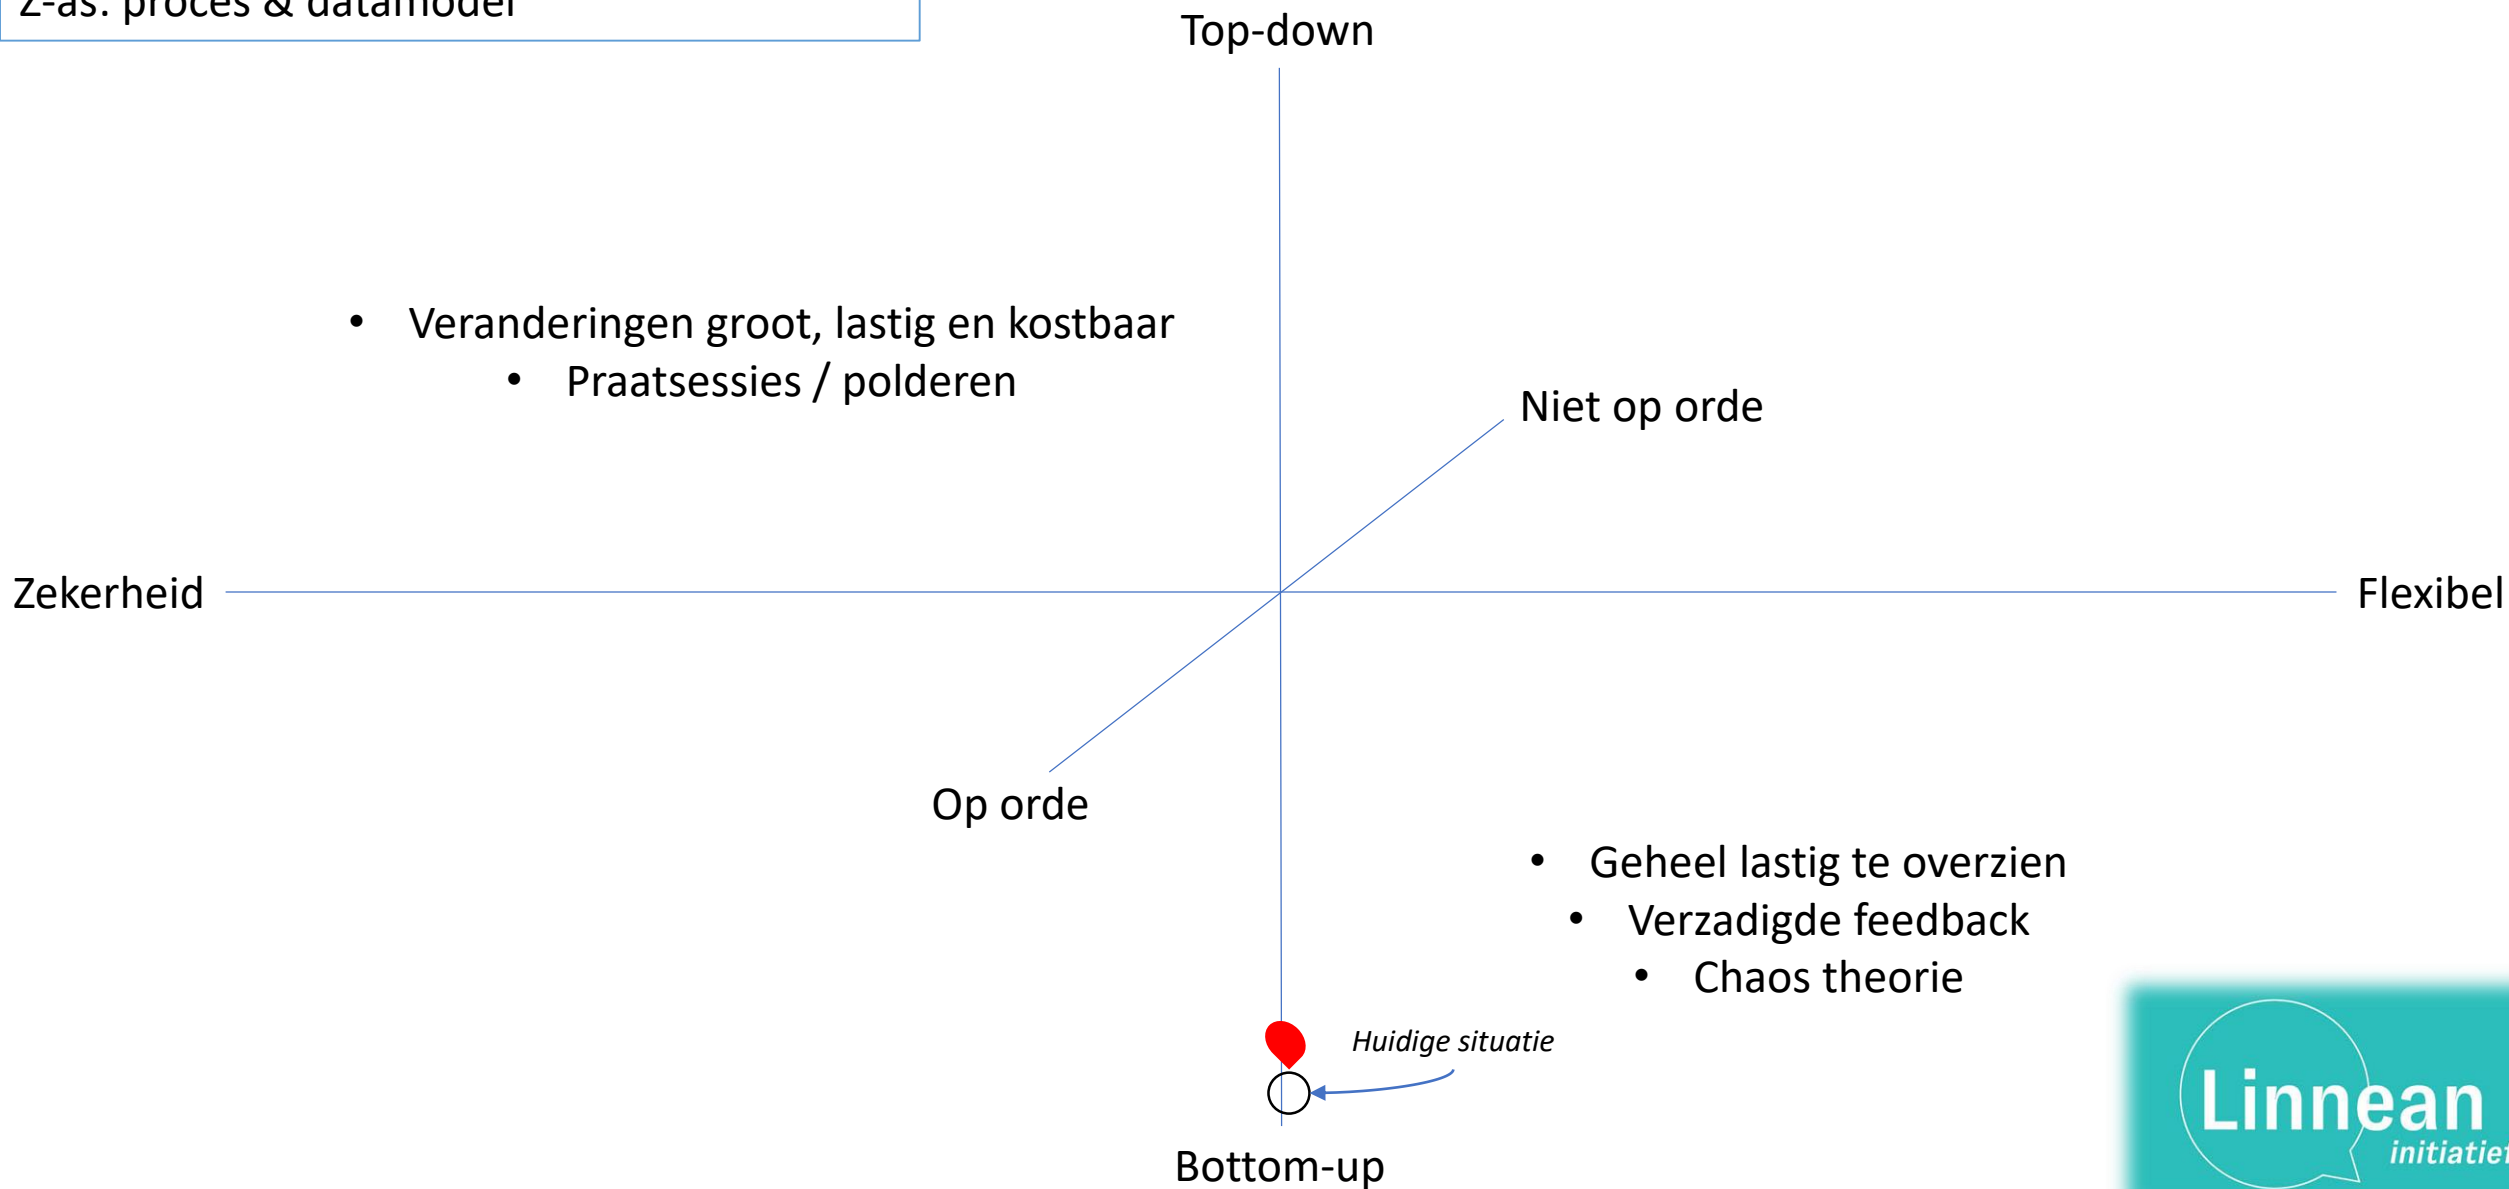 Z-as: proces & datamodel
Top-down
• Veranderingen groot, lastig en kostbaar
• Praatsessies / polderen
Niet op orde
Zekerheid
Flexibel
Op orde
• Geheel lastig te overzien
• Verzadigde feedback
• Chaos theorie
Huidige situatie
Bottom-up
Linnean
initiatief